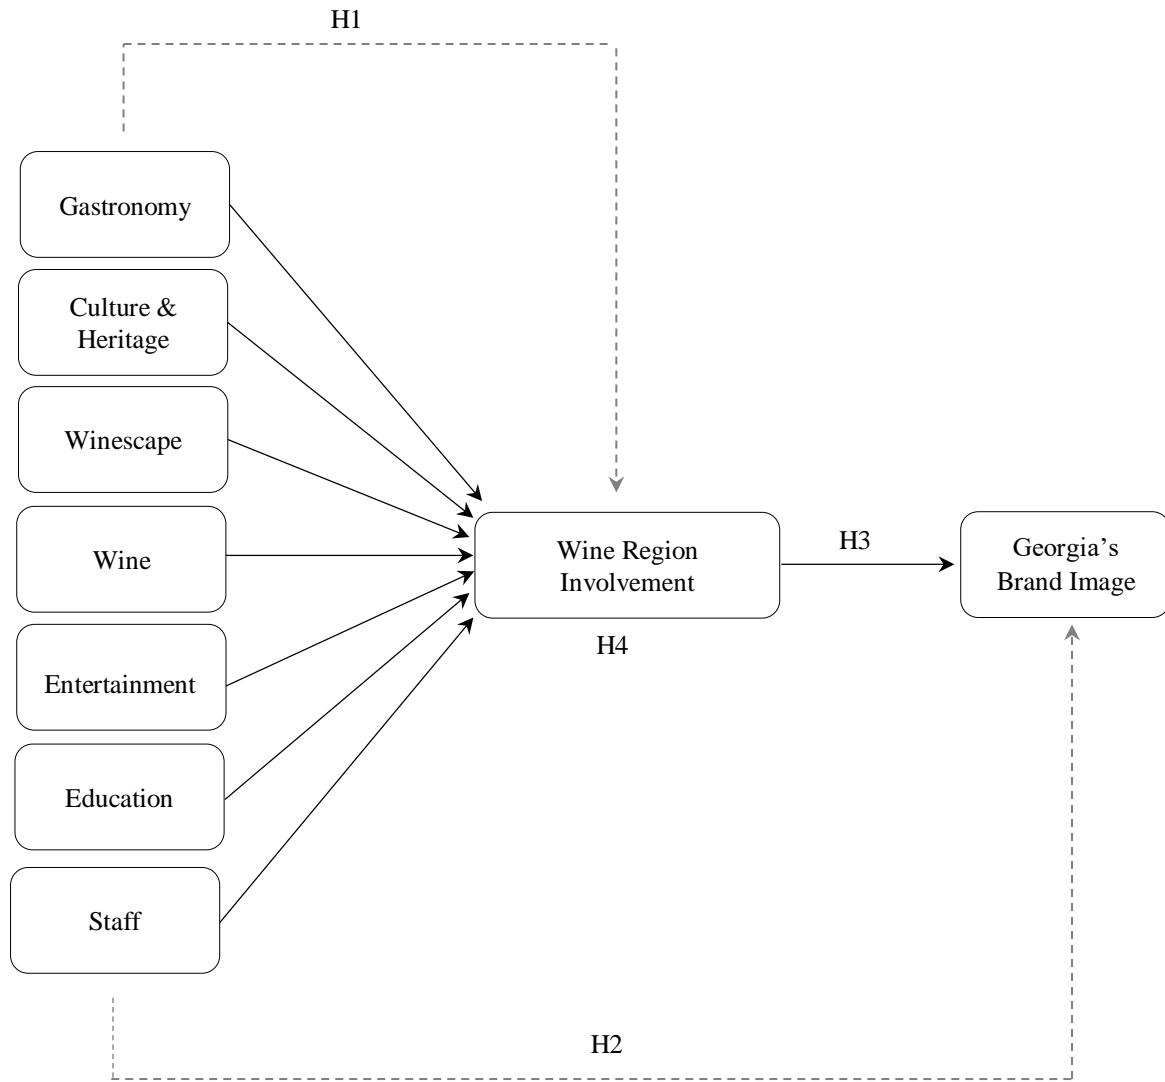 H1
Gastronomy
Culture &
Heritage
Winescape
Wine
Entertainment
Education
Staff
Wine Region
Involvement
H4
H3
Georgia’s
Brand Image
H2